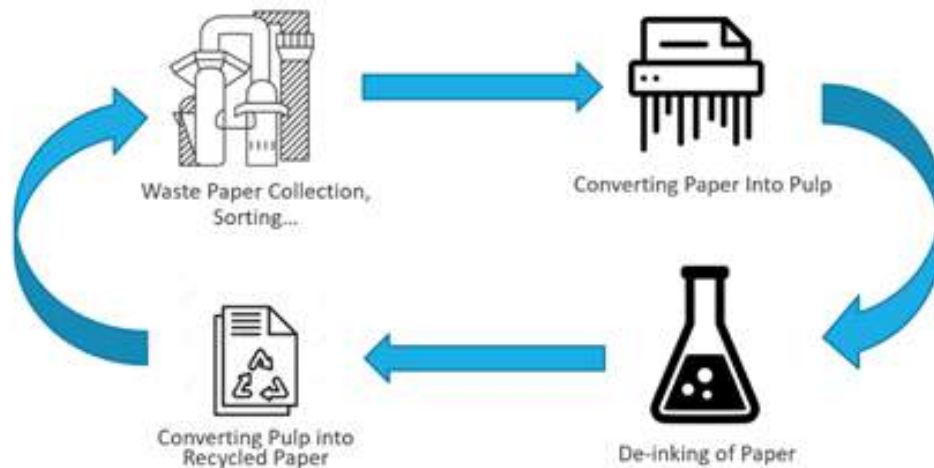 Waste Paper Collection,
Sorting...
Converting Paper Into Pulp
De-inking of Paper
Converting Pulp into
Recycled Paper